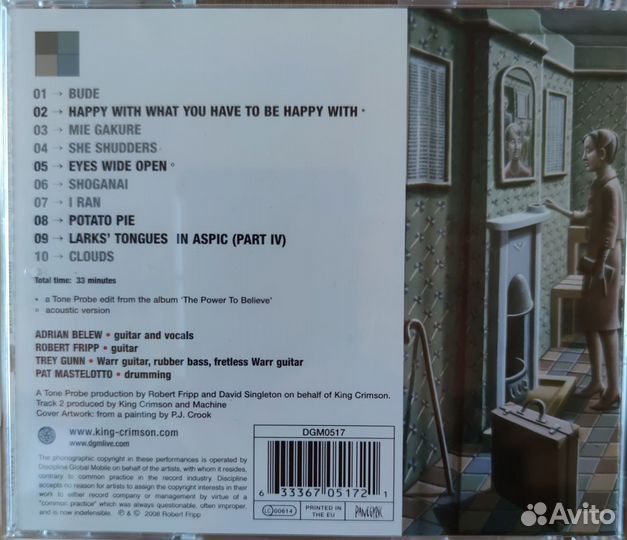 01 → BUDE
02 → HAPPY WITH WHAT YOU HAVE TO BE HAPPY WITH •
03 → MIE GAKURE
04 → SHE SHUDDERS
05 → EYES WIDE OPEN °
06 → SHOGANAI
07 → I RAN
08 → POTATO PIE
09 → LARKS' TONGUES IN ASPIC (PART IV)
10 → CLOUDS
Total time: 33 minutes
• a Tone Probe edit from the album 'The Power To Believe'
° acoustic version
ADRIAN BELEW • guitar and vocals
ROBERT FRIPP • guitar
TREY GUNN • Warr guitar, rubber bass, fretless Warr guitar
PAT MASTELOTTO • drumming
A Tone Probe production by Robert Fripp and David Singleton on behalf of King Crimson.
Track 2 produced by King Crimson and Machine
Cover Artwork: from a painting by P.J. Crook
www.king-crimson.com
www.dgmlive.com
The phonographic copyright in these performances is operated by
Discipline Global Mobile on behalf of the artists, with whom it resides,
contrary to common practice in the record industry. Discipline
accepts no reason for artists to assign the copyright interests in their
work to either record company or management by virtue of a
"common practice" which was always questionable, often improper,
and is now indefensible. ℗ & © 2008 Robert Fripp
DGM0517
6 33367 05172 1
LC 00614
PRINTED IN THE EU
PANEGYRIC
Avito